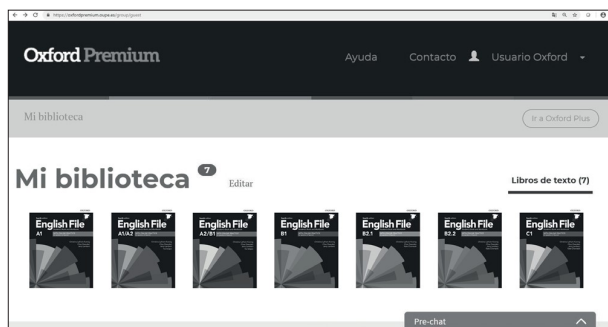 https://oxfordpremium.oupe.es/group/guest
Oxford Premium
Ayuda
Contacto
Usuario Oxford
Mi biblioteca
Ir a Oxford Plus
Mi biblioteca 7
Editar
Libros de texto (7)
English File
A1
English File
A1/A2
English File
A2/B1
English File
B1
English File
B2.1
English File
B2.2
English File
C1
Pre-chat